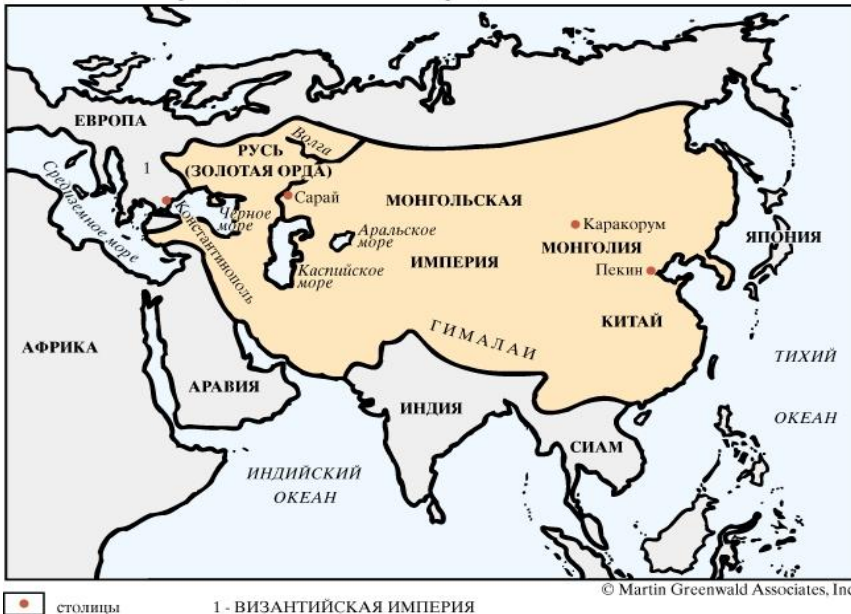 ЕВРОПА
1
Волга
РУСЬ
(ЗОЛОТАЯ ОРДА)
Средиземное море
Константинополь
Черное
море
Сарай
МОНГОЛЬСКАЯ
ИМПЕРИЯ
Аральское
море
Каспийское
море
Каракорум
МОНГОЛИЯ
Пекин
ЯПОНИЯ
КИТАЙ
ГИМАЛАИ
АФРИКА
АРАВИЯ
ИНДИЯ
СИАМ
ТИХИЙ
ОКЕАН
ИНДИЙСКИЙ
ОКЕАН
© Martin Greenwald Associates, Inc
столицы
1 - ВИЗАНТИЙСКАЯ ИМПЕРИЯ